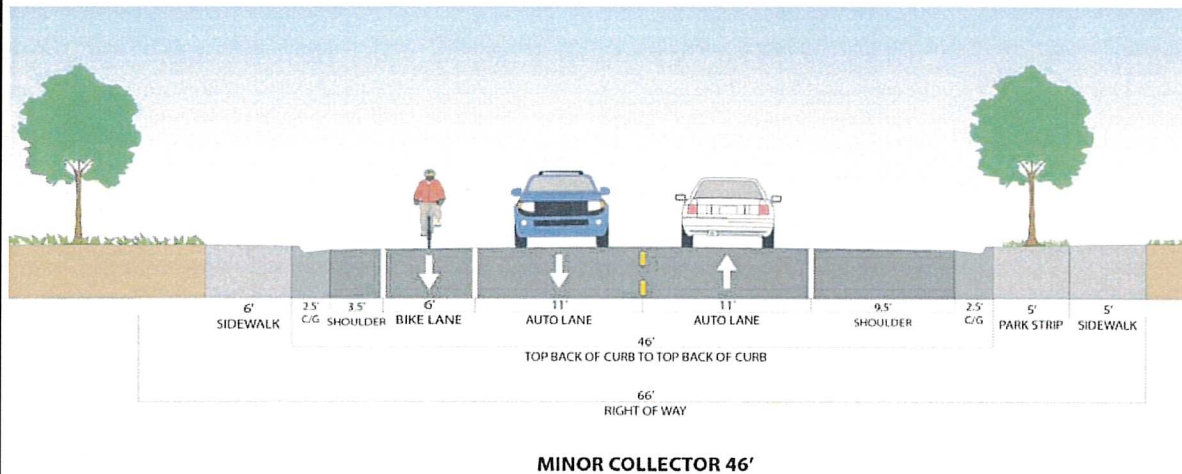 6'
SIDEWALK
2.5'
C/G
3.5'
SHOULDER
6'
BIKE LANE
11'
AUTO LANE
11'
AUTO LANE
9.5'
SHOULDER
2.5'
C/G
5'
PARK STRIP
5'
SIDEWALK
46'
TOP BACK OF CURB TO TOP BACK OF CURB
66'
RIGHT OF WAY
MINOR COLLECTOR 46'